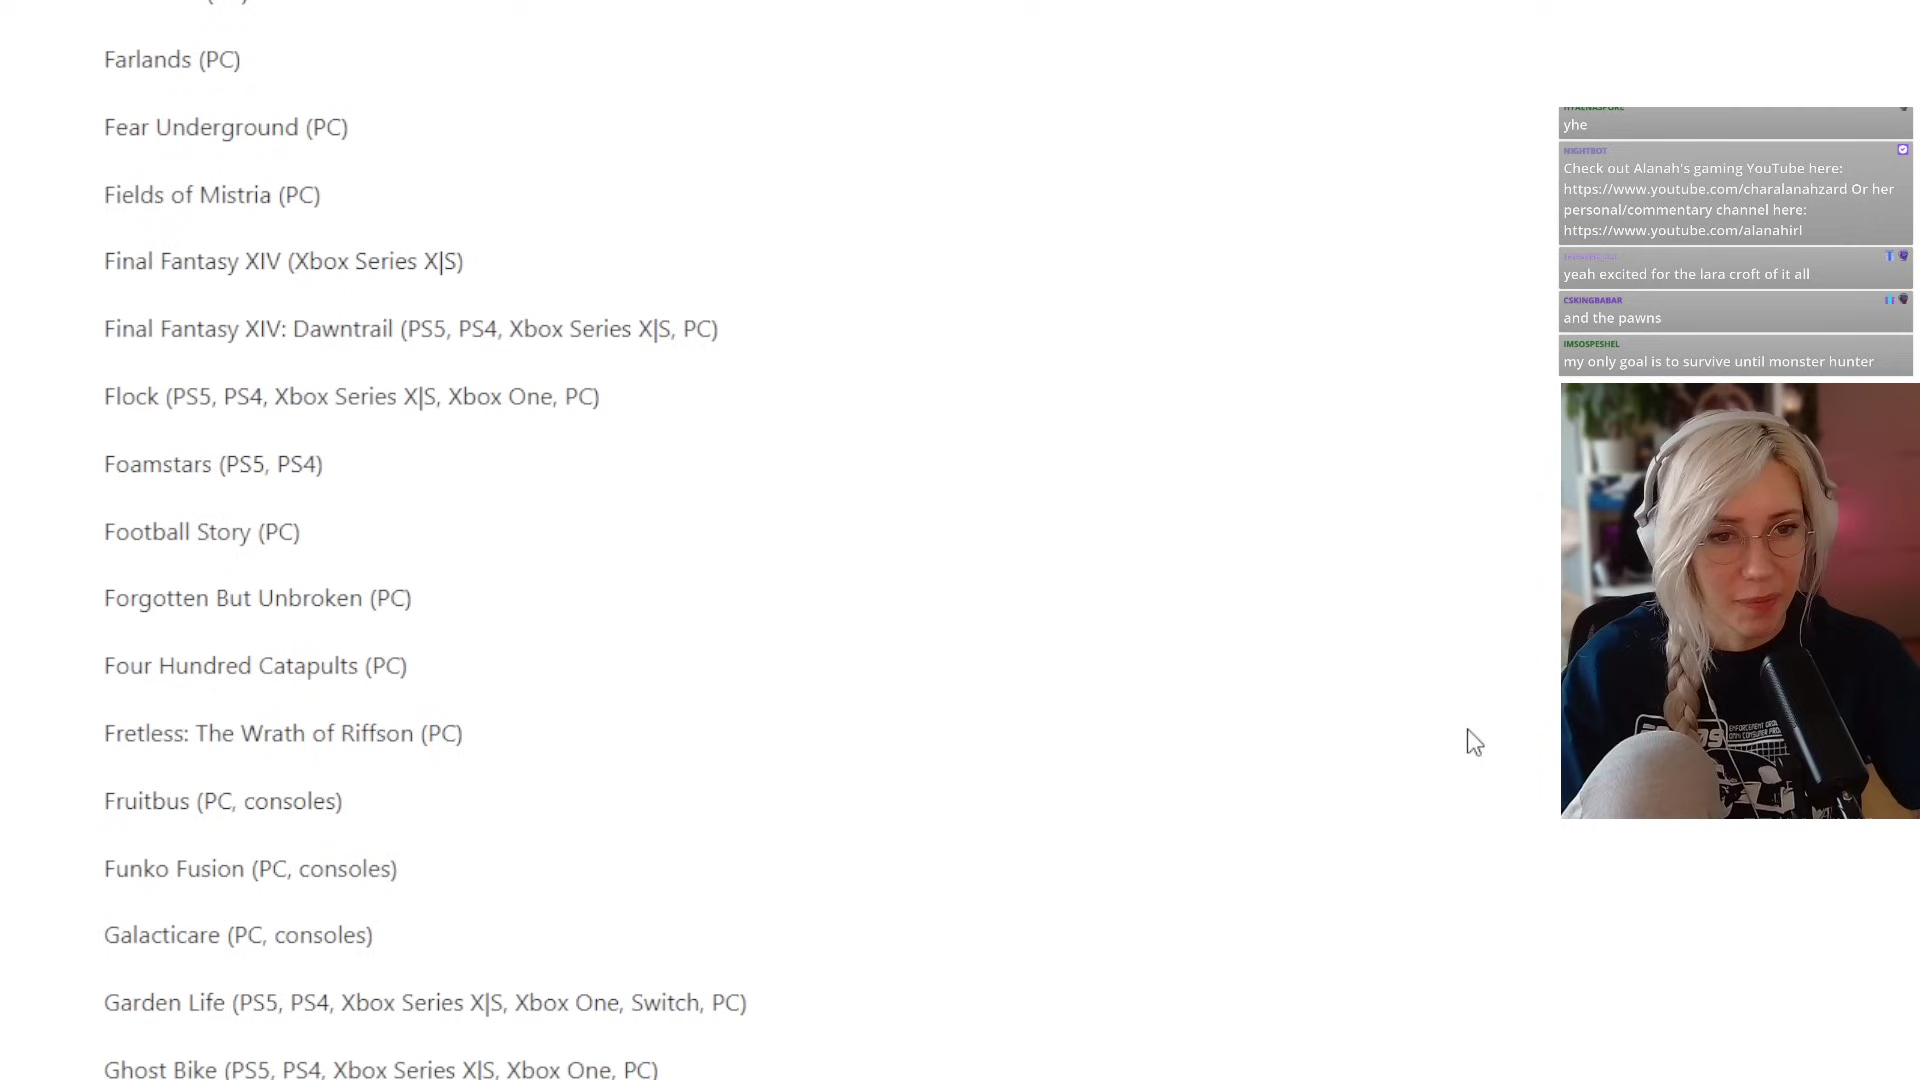 Farlands (PC)
Fear Underground (PC)
Fields of Mistria (PC)
Final Fantasy XIV (Xbox Series X|S)
Final Fantasy XIV: Dawntrail (PS5, PS4, Xbox Series X|S, PC)
Flock (PS5, PS4, Xbox Series X|S, Xbox One, PC)
Foamstars (PS5, PS4)
Football Story (PC)
Forgotten But Unbroken (PC)
Four Hundred Catapults (PC)
Fretless: The Wrath of Riffson (PC)
Fruitbus (PC, consoles)
Funko Fusion (PC, consoles)
Galacticare (PC, consoles)
Garden Life (PS5, PS4, Xbox Series X|S, Xbox One, Switch, PC)
Ghost Bike (PS5, PS4, Xbox Series X|S, Xbox One, PC)
yhe
NIGHTBOT
Check out Alanah's gaming YouTube here:
https://www.youtube.com/charalanahzard Or her
personal/commentary channel here:
https://www.youtube.com/alanahirl
yeah excited for the lara croft of it all
CSKINGBABAR
and the pawns
IMSOSPESHEL
my only goal is to survive until monster hunter